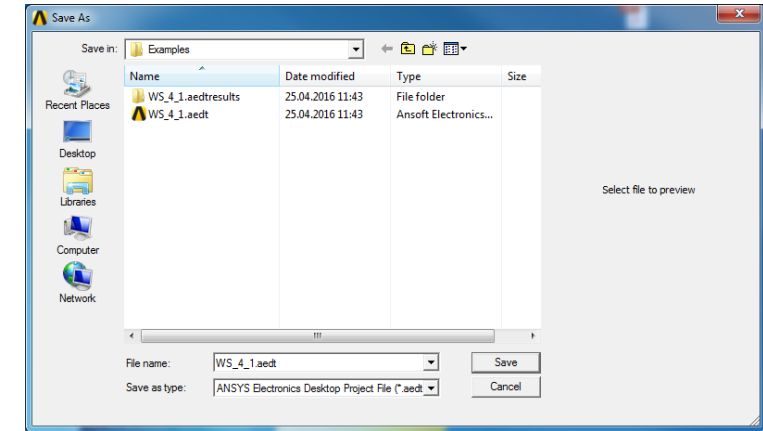 Save As
Save in: Examples
Name Date modified Type Size
WS_4_1.aedtresults 25.04.2016 11:43 File folder
WS_4_1.aedt 25.04.2016 11:43 Ansoft Electronics...
Recent Places
Desktop
Libraries
Computer
Network
Select file to preview
File name: WS_4_1.aedt Save
Save as type: ANSYS Electronics Desktop Project File (*.aedt Cancel